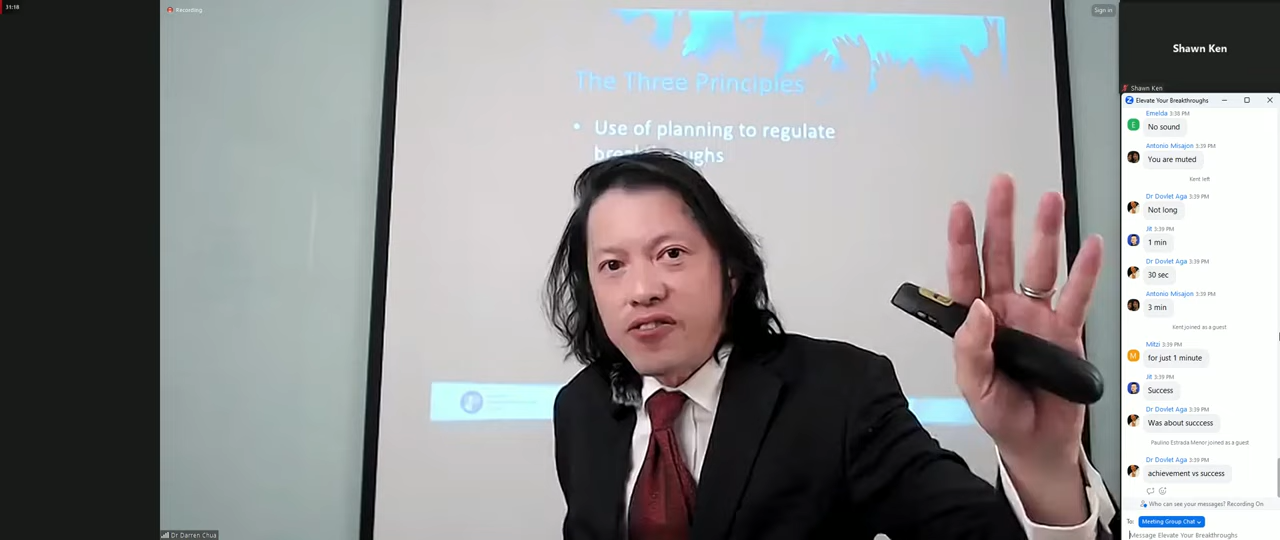 31:18
Recording
Sign in
The Three Principles
• Use of planning to regulate
breakthroughs
Dr Darren Chua
Shawn Ken
Shawn Ken
Elevate Your Breakthroughs
E
Emelda 3:38 PM
No sound
Antonio Misajon 3:39 PM
You are muted
Kent left
Dr Dovlet Aga 3:39 PM
Not long
Jit 3:39 PM
1 min
Dr Dovlet Aga 3:39 PM
30 sec
Antonio Misajon 3:39 PM
3 min
Kent joined as a guest
M
Mitzi 3:39 PM
for just 1 minute
Jit 3:39 PM
Success
Dr Dovlet Aga 3:39 PM
Was about succcess
Paulino Estrada Menor joined as a guest
Dr Dovlet Aga 3:39 PM
achievement vs success
Who can see your messages? Recording On
To: Meeting Group Chat
Message Elevate Your Breakthroughs